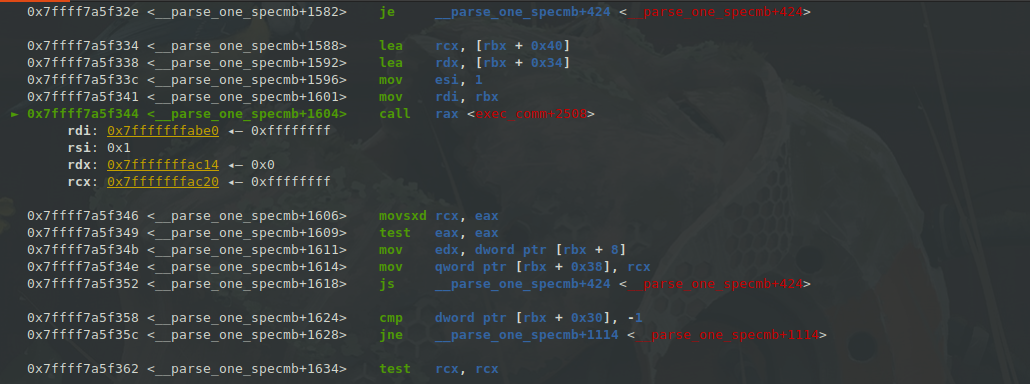 0x7ffff7a5f32e <__parse_one_specmb+1582> je __parse_one_specmb+424 <__parse_one_specmb+424>
0x7ffff7a5f334 <__parse_one_specmb+1588> lea rcx, [rbx + 0x40]
0x7ffff7a5f338 <__parse_one_specmb+1592> lea rdx, [rbx + 0x34]
0x7ffff7a5f33c <__parse_one_specmb+1596> mov esi, 1
0x7ffff7a5f341 <__parse_one_specmb+1601> mov rdi, rbx
► 0x7ffff7a5f344 <__parse_one_specmb+1604> call rax <exec_comm+2508>
rdi: 0x7fffffffabe0 ◂— 0xffffffff
rsi: 0x1
rdx: 0x7fffffffac14 ◂— 0x0
rcx: 0x7fffffffac20 ◂— 0xffffffff
0x7ffff7a5f346 <__parse_one_specmb+1606> movsxd rcx, eax
0x7ffff7a5f349 <__parse_one_specmb+1609> test eax, eax
0x7ffff7a5f34b <__parse_one_specmb+1611> mov edx, dword ptr [rbx + 8]
0x7ffff7a5f34e <__parse_one_specmb+1614> mov qword ptr [rbx + 0x38], rcx
0x7ffff7a5f352 <__parse_one_specmb+1618> js __parse_one_specmb+424 <__parse_one_specmb+424>
0x7ffff7a5f358 <__parse_one_specmb+1624> cmp dword ptr [rbx + 0x30], -1
0x7ffff7a5f35c <__parse_one_specmb+1628> jne __parse_one_specmb+1114 <__parse_one_specmb+1114>
0x7ffff7a5f362 <__parse_one_specmb+1634> test rcx, rcx